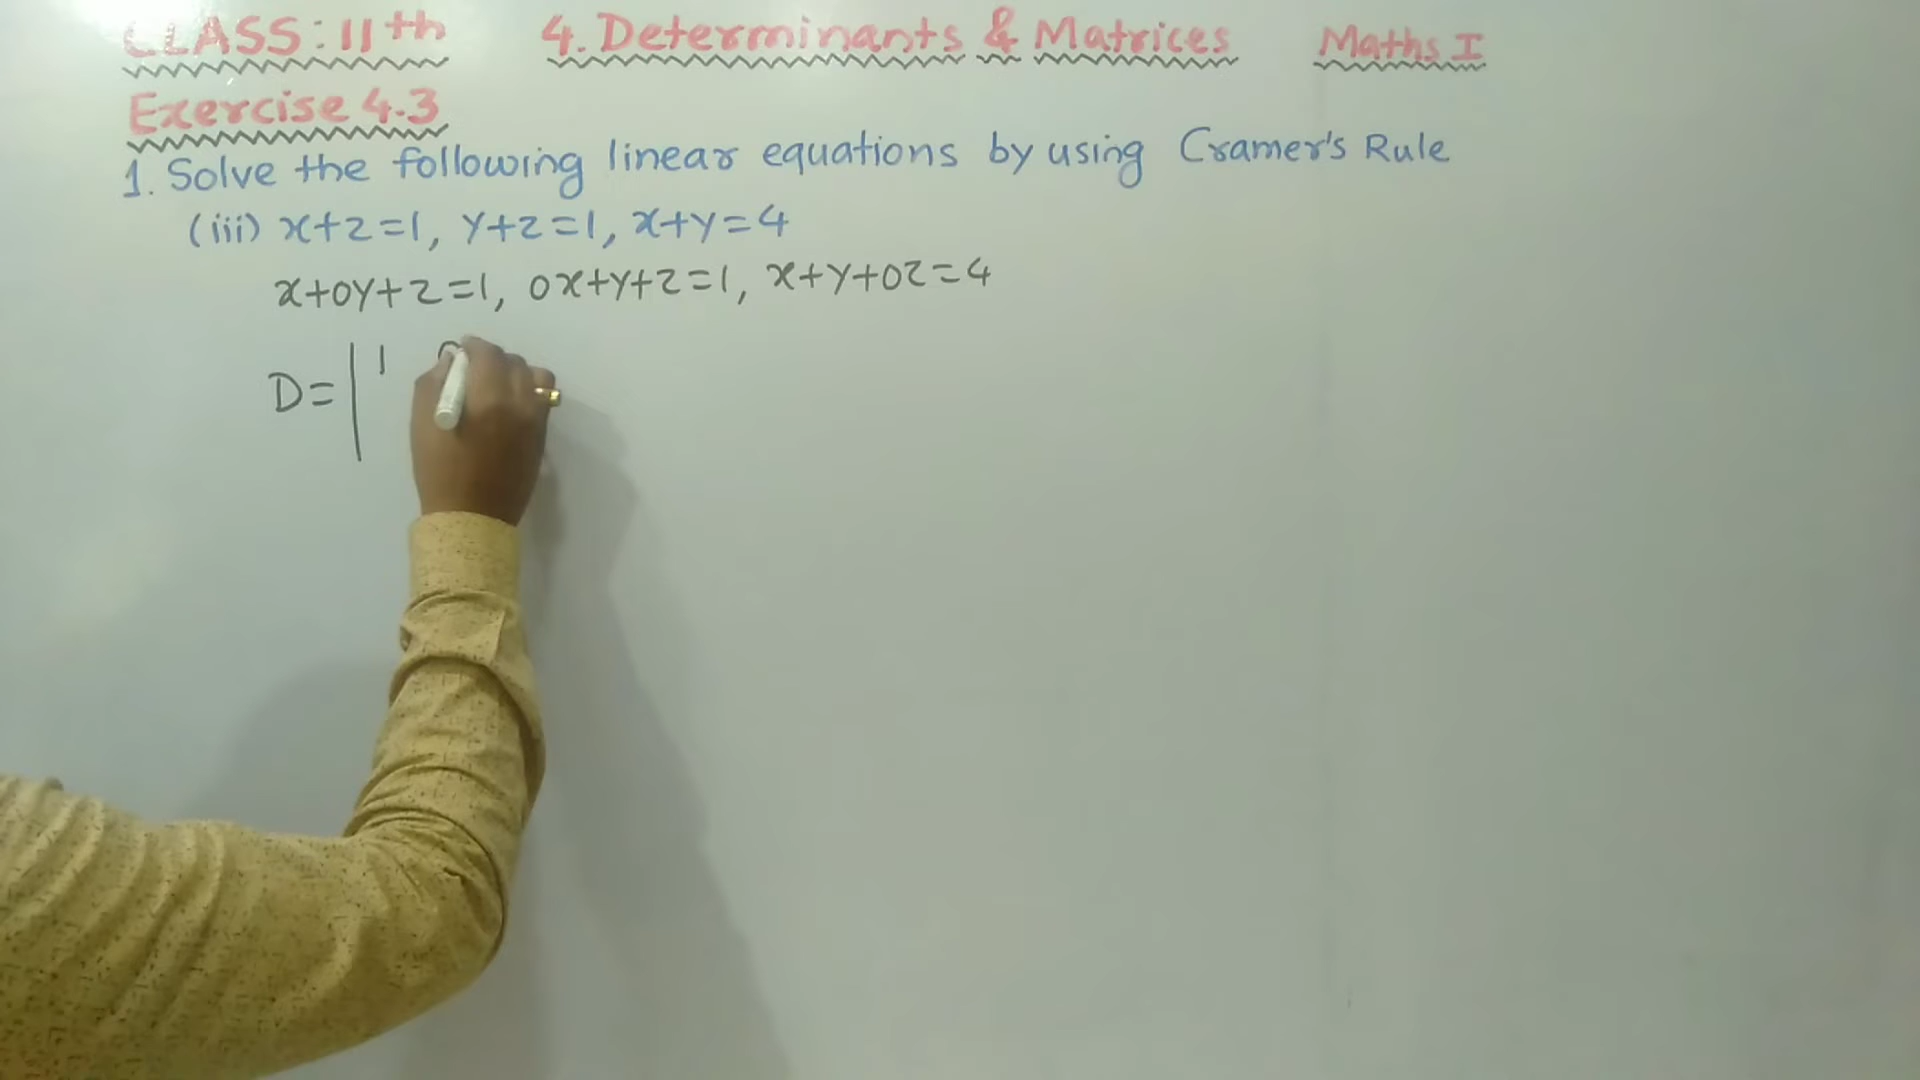 CLASS: 11th 4. Determinants & Matrices Maths I
Exercise 4.3
1. Solve the following linear equations by using Cramer's Rule
(iii) x+z=1, y+z=1, x+y=4
x+0y+z=1, 0x+y+z=1, x+y+0z=4
D=| 1 0